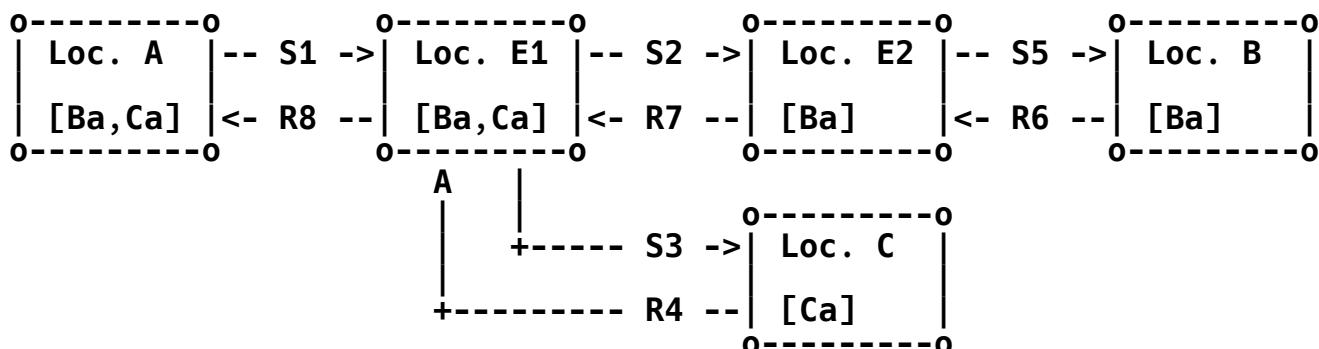 o---------o       o---------o       o---------o       o---------o
| Loc. A  |-- S1 ->| Loc. E1 |-- S2 ->| Loc. E2 |-- S5 ->| Loc. B  |
|         |        |         |        |         |        |         |
| [Ba,Ca] |<- R8 --| [Ba,Ca] |<- R7 --| [Ba]    |<- R6 --| [Ba]    |
o---------o       o---------o       o---------o       o---------o
A |
| | o---------o
| +----- S3 ->| Loc. C  |
| | |
+--------- R4 --| [Ca]    |
o---------o